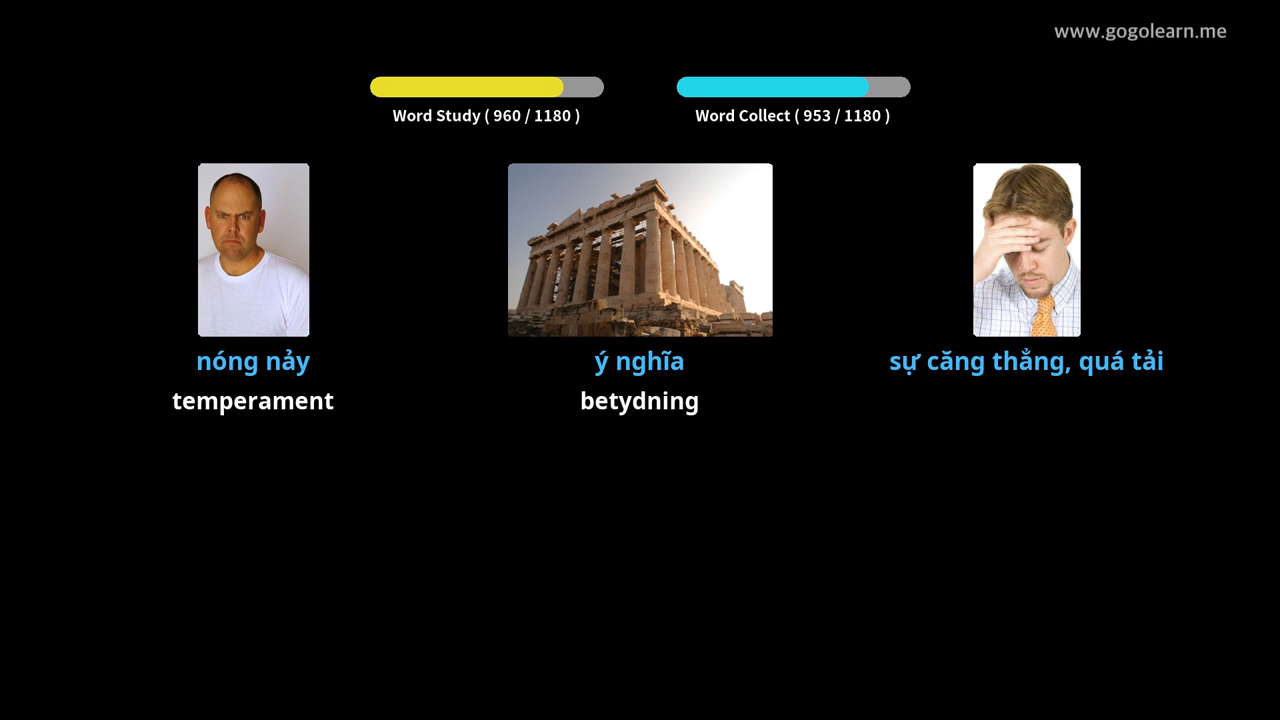 www.gogolearn.me
Word Study ( 960 / 1180 )
Word Collect ( 953 / 1180 )
nóng nảy
ý nghĩa
sự căng thẳng, quá tải
temperament
betydning